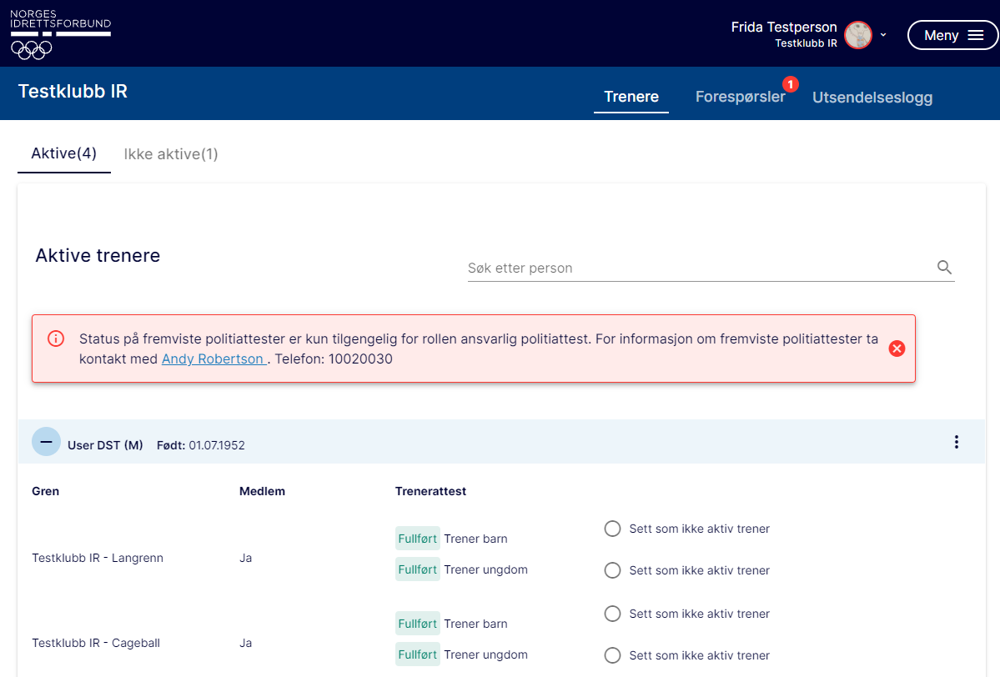 NORGES
IDRETTSFORBUND
Frida Testperson
Testklubb IR
Meny
Testklubb IR
Trenere
Forespørsler
1
Utsendelseslogg
Aktive(4)
Ikke aktive(1)
Aktive trenere
Søk etter person
Status på fremviste politiattester er kun tilgengelig for rollen ansvarlig politiattest. For informasjon om fremviste politiattester ta
kontakt med Andy Robertson . Telefon: 10020030
User DST (M) Født: 01.07.1952
Gren Medlem Trenerattest
Testklubb IR - Langrenn Ja
Fullført Trener barn Sett som ikke aktiv trener
Fullført Trener ungdom Sett som ikke aktiv trener
Testklubb IR - Cageball Ja
Fullført Trener barn Sett som ikke aktiv trener
Fullført Trener ungdom Sett som ikke aktiv trener